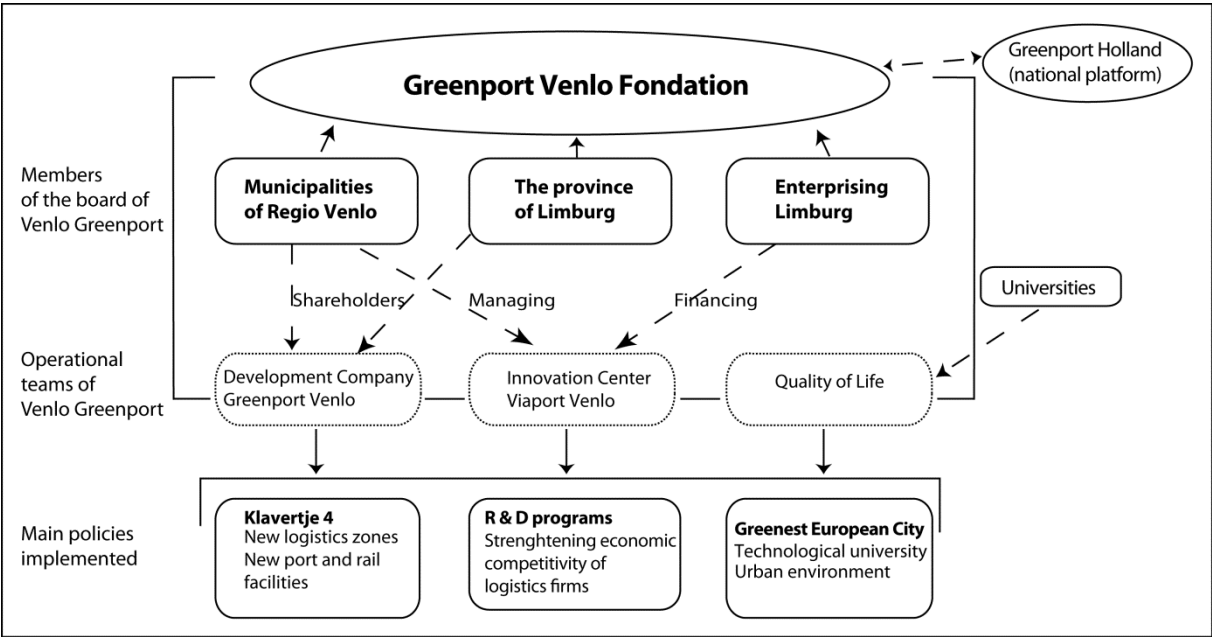 Greenport Venlo Fondation
Greenport Holland
(national platform)
Members
of the board of
Venlo Greenport
Municipalities
of Regio Venlo
The province
of Limburg
Enterprising
Limburg
Shareholders
Managing
Financing
Universities
Operational
teams of
Venlo Greenport
Development Company
Greenport Venlo
Innovation Center
Viaport Venlo
Quality of Life
Main policies
implemented
Klavertje 4
New logistics zones
New port and rail
facilities
R & D programs
Strenghtening economic
competitivity of
logistics firms
Greenest European City
Technological university
Urban environment